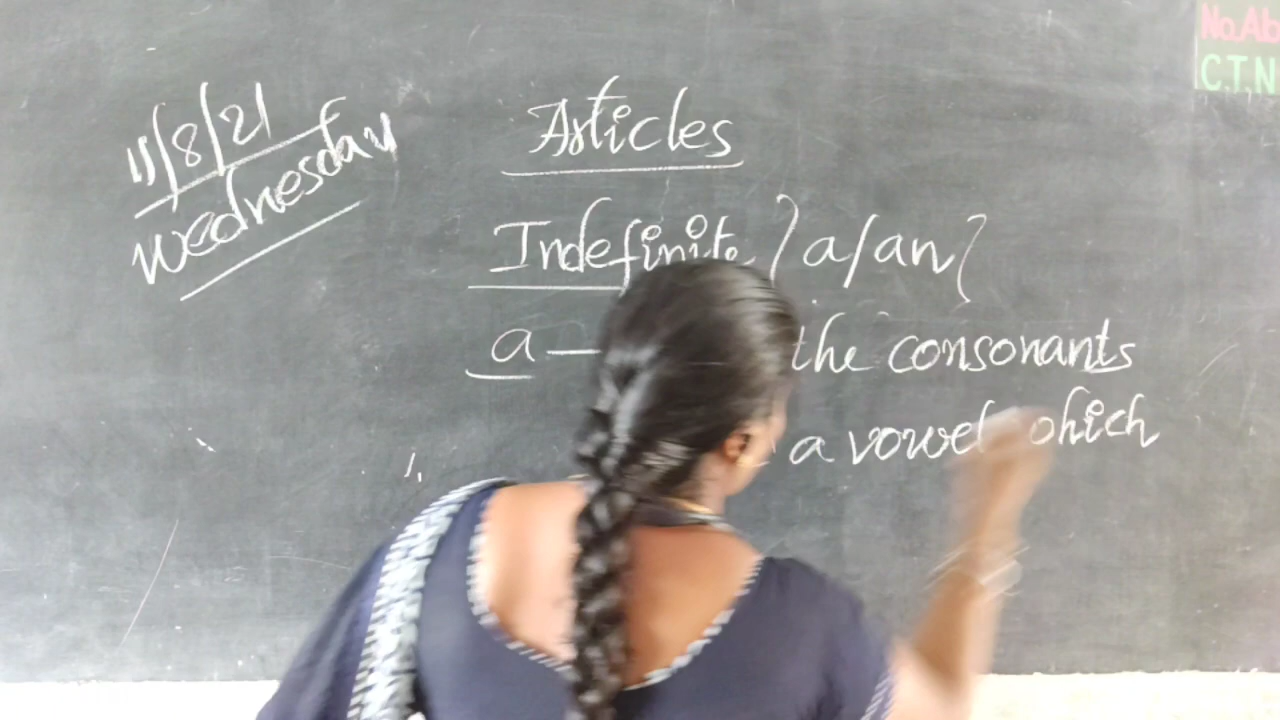 11/8/21
Wednesday
Articles
Indefinite } a/an {
a — the consonants
a vowel which
No.Ab
C.T.N